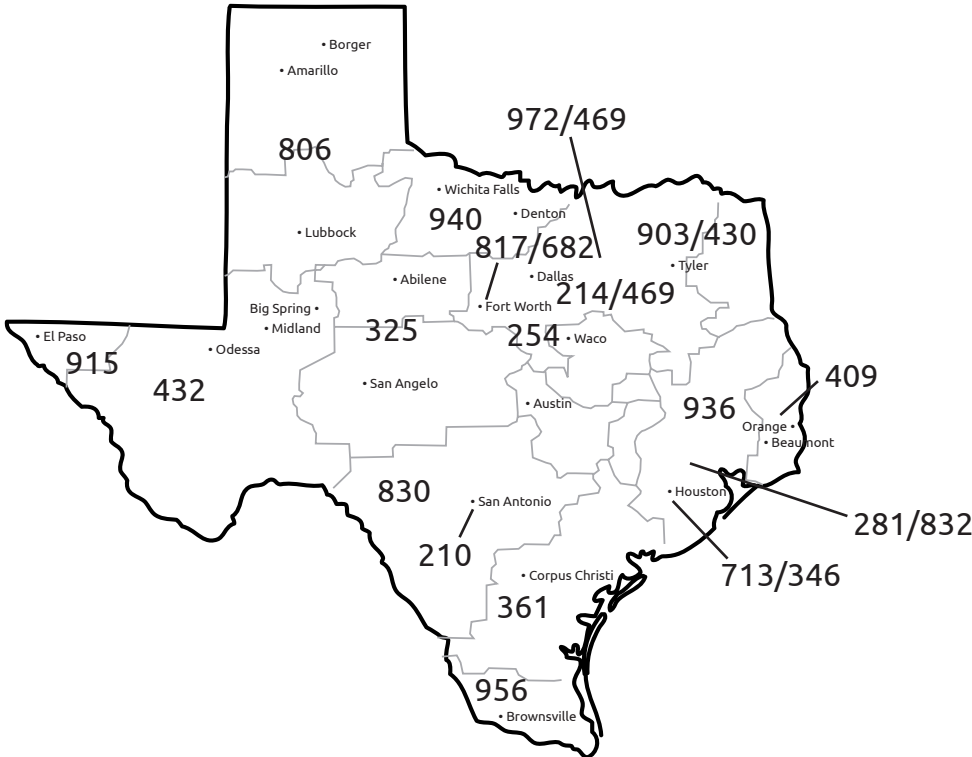 Borger
Amarillo
972/469
806
Wichita Falls
940
Denton
Lubbock
903/430
817/682
Tyler
Abilene
Dallas
214/469
Big Spring
Fort Worth
Midland
325
254
Waco
El Paso
Odessa
915
432
San Angelo
409
Austin
936
Orange
Beaumont
830
Houston
San Antonio
281/832
210
Corpus Christi
713/346
361
956
Brownsville